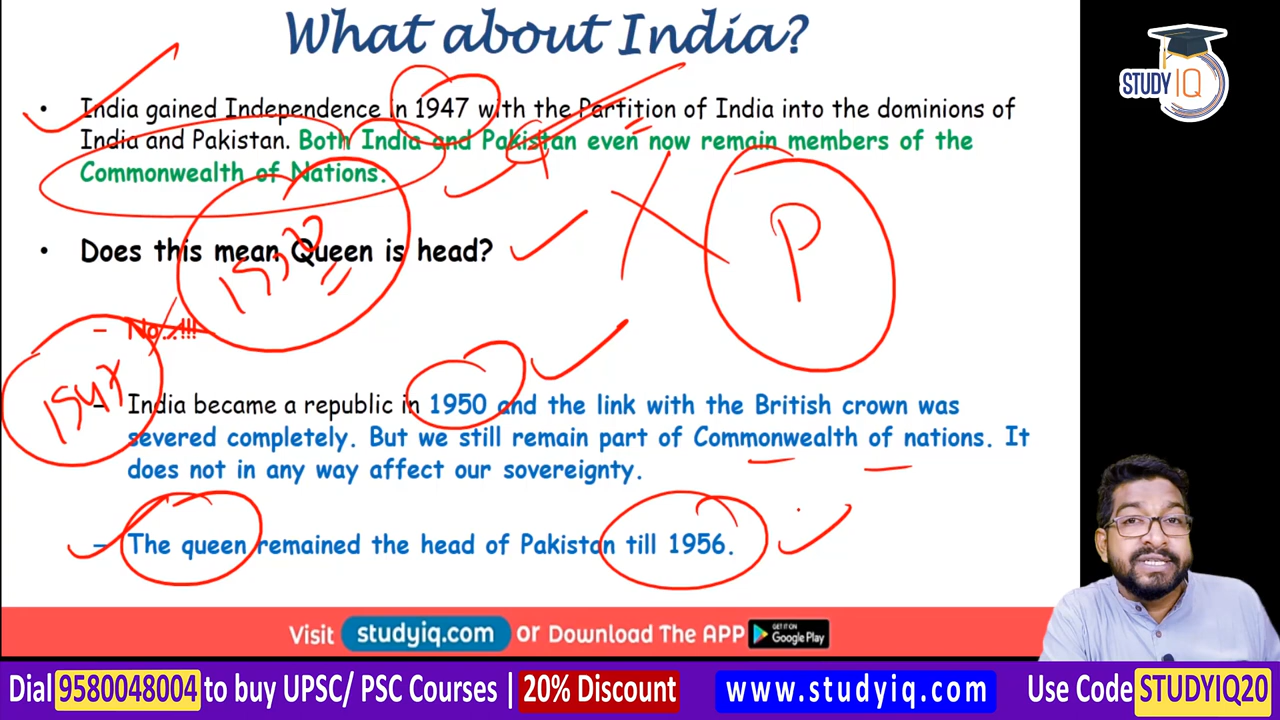 What about India?
STUDY IQ
• India gained Independence in 1947 with the Partition of India into the dominions of
India and Pakistan. Both India and Pakistan even now remain members of the
Commonwealth of Nations.
• Does this mean Queen is head?
P
– No...!!!
– India became a republic in 1950 and the link with the British crown was
severed completely. But we still remain part of Commonwealth of nations. It
does not in any way affect our sovereignty.
– The queen remained the head of Pakistan till 1956.
Visit studyiq.com or Download The APP GET IT ON Google Play
Dial 9580048004 to buy UPSC/ PSC Courses | 20% Discount www.studyiq.com Use Code STUDYIQ20